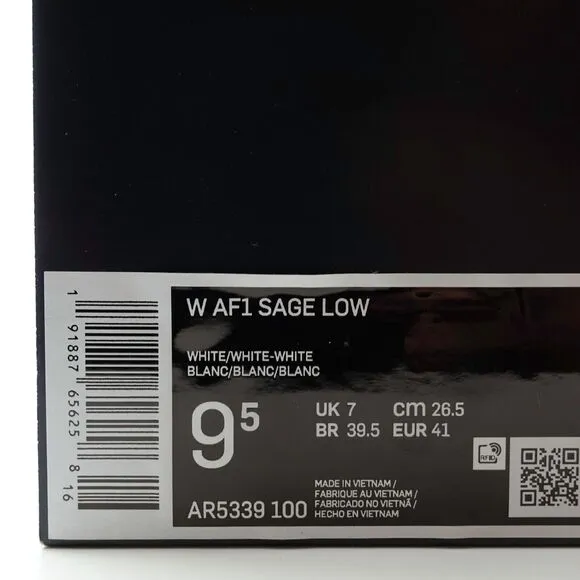 W AF1 SAGE LOW
WHITE/WHITE-WHITE
BLANC/BLANC/BLANC
9⁵
UK 7 cm 26.5
BR 39.5 EUR 41
RFID
MADE IN VIETNAM /
FABRIQUE AU VIETNAM /
FABRICADO NO VIETNÃ /
HECHO EN VIETNAM
AR5339 100
1 91887 65625 8 16